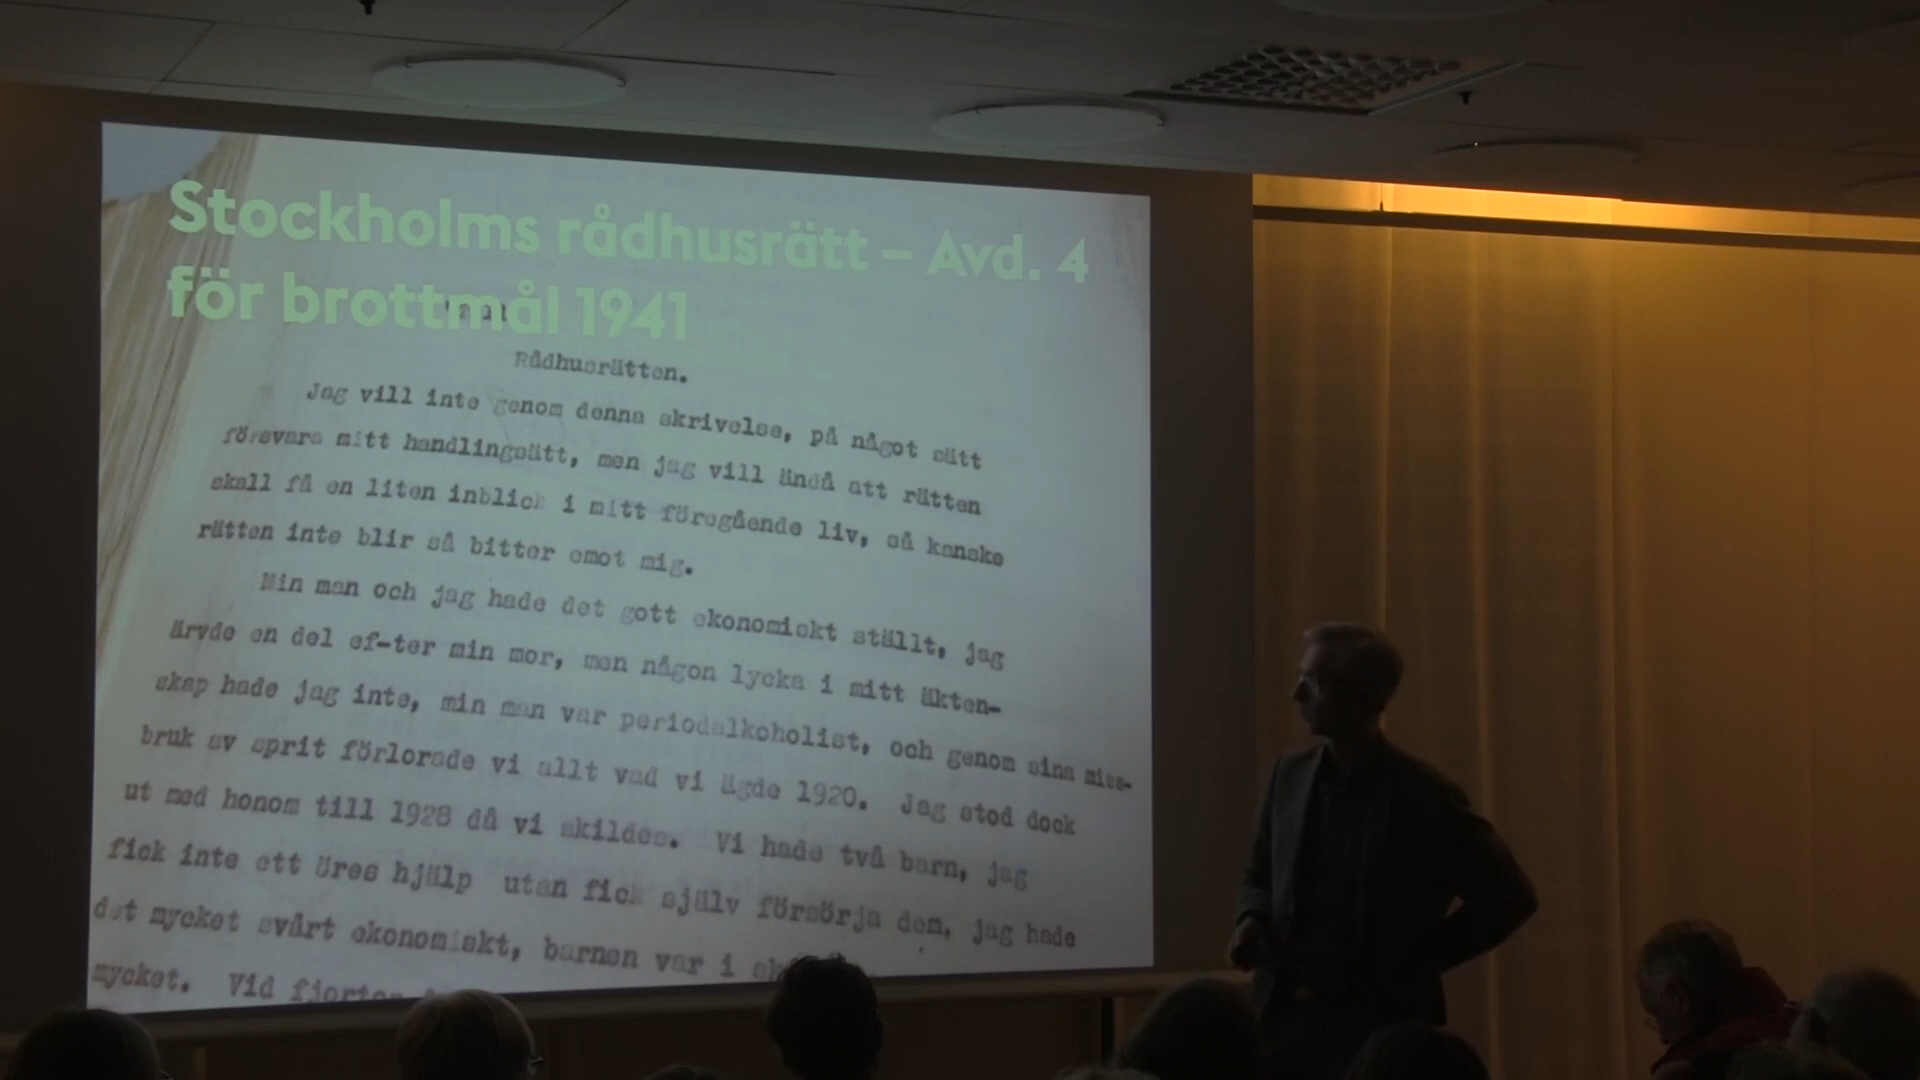 Stockholms rådhusrätt – Avd. 4
för brottmål 1941
Rådhusrätten.
Jag vill inte genom denna skrivelse, på något sätt
försvara mitt handlingsätt, men jag vill ändå att rätten
skall få en liten inblick i mitt föregående liv, så kanske
rätten inte blir så bitter emot mig.
Min man och jag hade det gott ekonomiskt ställt, jag
ärvde en del ef-ter min mor, men någon lycka i mitt äkten-
skap hade jag inte, min man var periodalkoholist, och genom sina miss-
bruk av sprit förlorade vi allt vad vi ägde 1920. Jag stod dock
ut med honom till 1928 då vi skildes. Vi hade två barn, jag
fick inte ett öres hjälp utan fick själv försörja dem, jag hade
det mycket svårt ekonomiskt, barnen var i
mycket. Vid